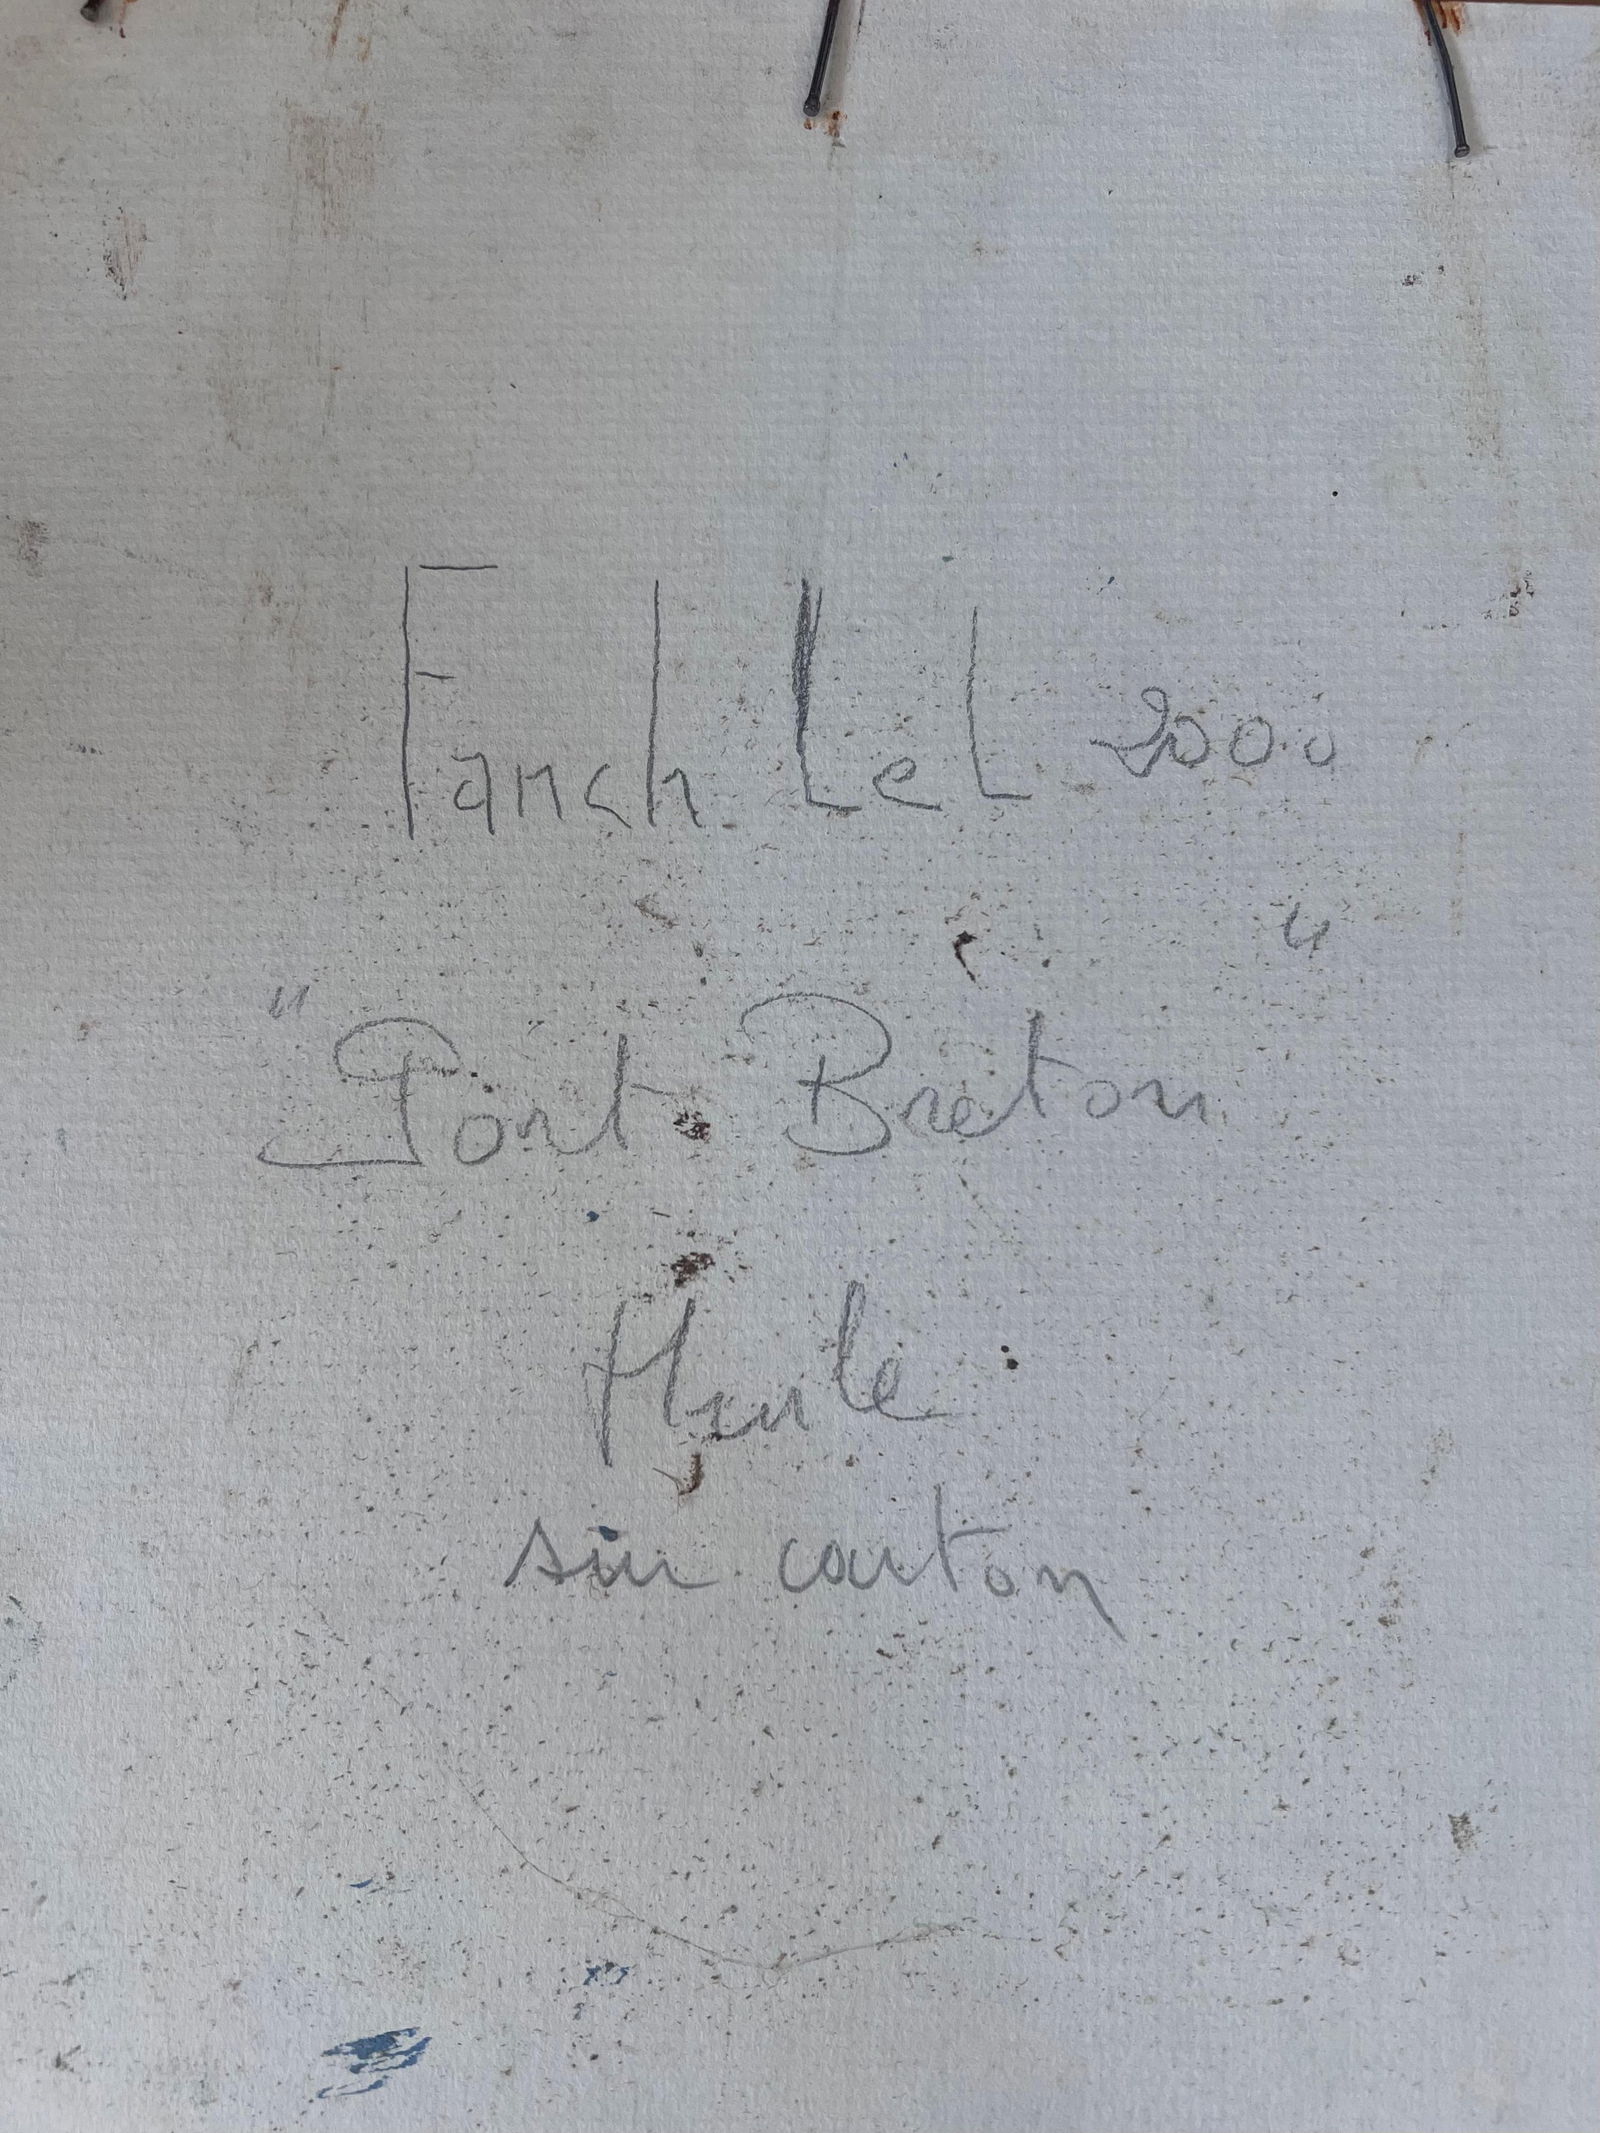 Fanch Lel 2000
"Port Breton"
Huile
sur carton